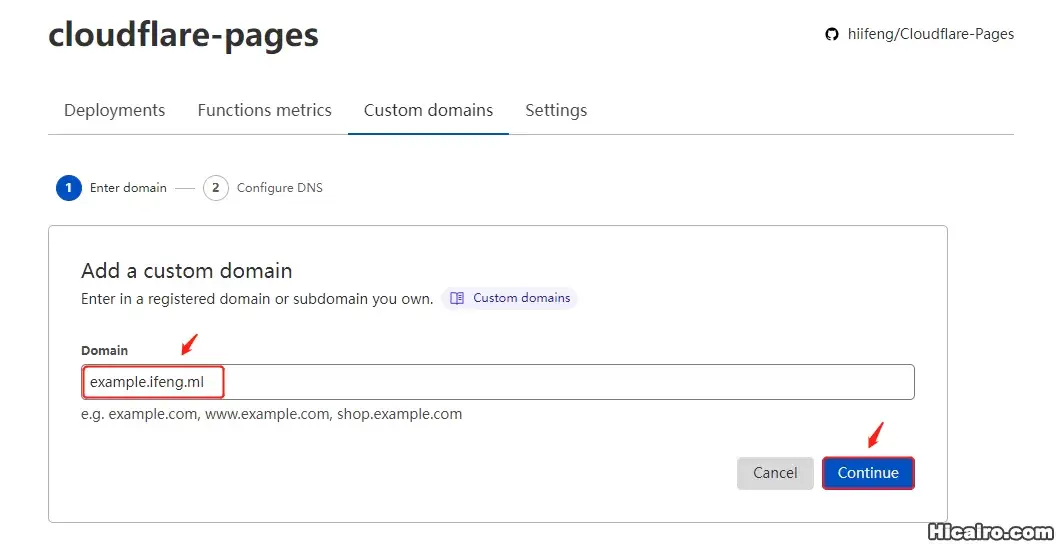 cloudflare-pages
hiifeng/Cloudflare-Pages
Deployments Functions metrics Custom domains Settings
1 Enter domain 2 Configure DNS
Add a custom domain
Enter in a registered domain or subdomain you own. Custom domains
Domain
example.ifeng.ml
e.g. example.com, www.example.com, shop.example.com
Cancel Continue
Hicairo.com